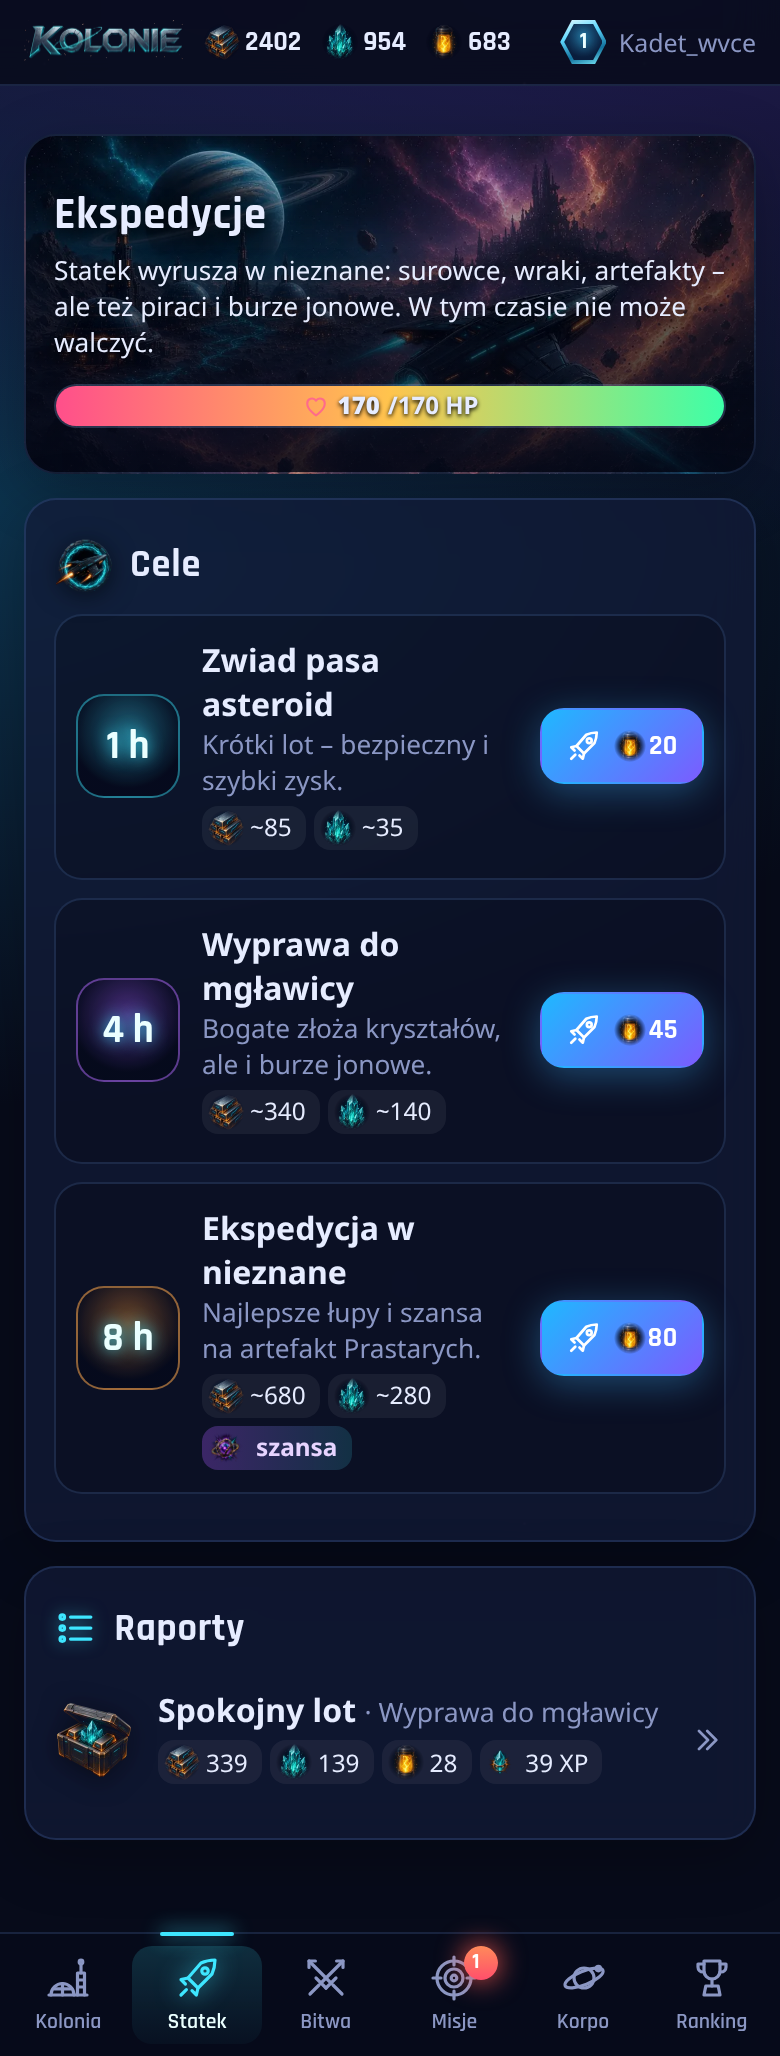 KOLONIE 2402 954 683 1 Kadet_wvce
Ekspedycje
Statek wyrusza w nieznane: surowce, wraki, artefakty –
ale też piraci i burze jonowe. W tym czasie nie może
walczyć.
170 /170 HP
Cele
Zwiad pasa
asteroid
1 h
Krótki lot – bezpieczny i
szybki zysk.
~85 ~35
20
Wyprawa do
mgławicy
4 h
Bogate złoża kryształów,
ale i burze jonowe.
~340 ~140
45
Ekspedycja w
nieznane
8 h
Najlepsze łupy i szansa
na artefakt Prastarych.
~680 ~280
szansa
80
Raporty
Spokojny lot · Wyprawa do mgławicy
339 139 28 39 XP
1
Kolonia Statek Bitwa Misje Korpo Ranking